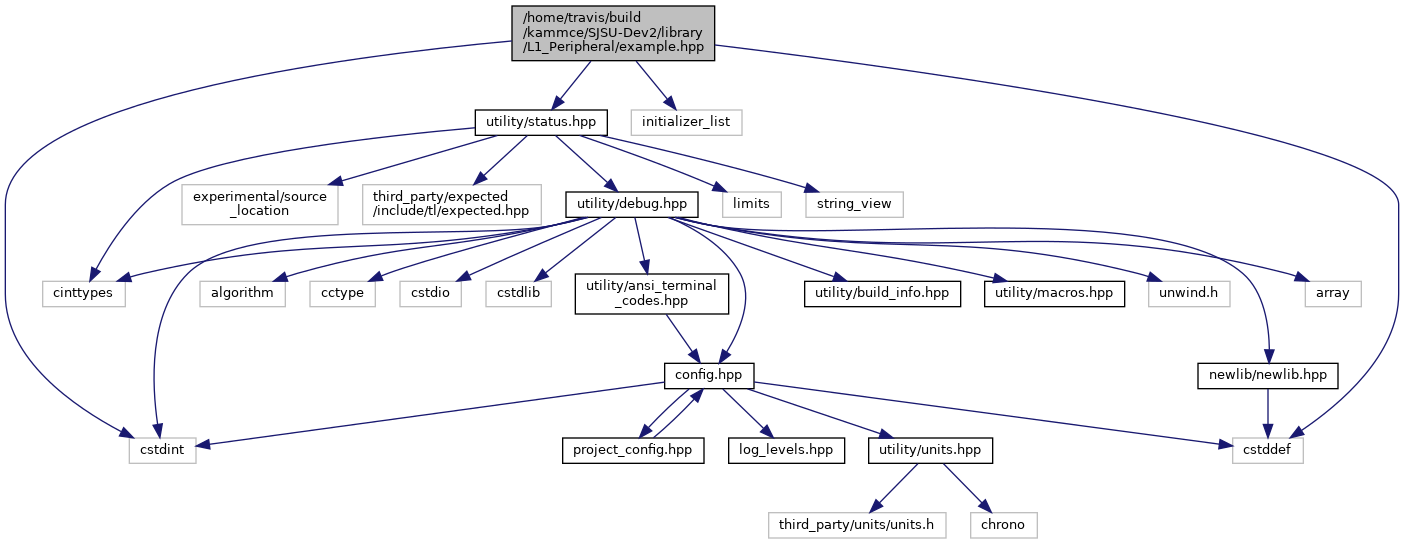 /home/travis/build
/kammce/SJSU-Dev2/library
/L1_Peripheral/example.hpp
utility/status.hpp
initializer_list
experimental/source
_location
third_party/expected
/include/tl/expected.hpp
utility/debug.hpp
limits
string_view
cinttypes
algorithm
cctype
cstdio
cstdlib
utility/ansi_terminal
_codes.hpp
utility/build_info.hpp
utility/macros.hpp
unwind.h
array
config.hpp
newlib/newlib.hpp
cstdint
project_config.hpp
log_levels.hpp
utility/units.hpp
cstddef
third_party/units/units.h
chrono